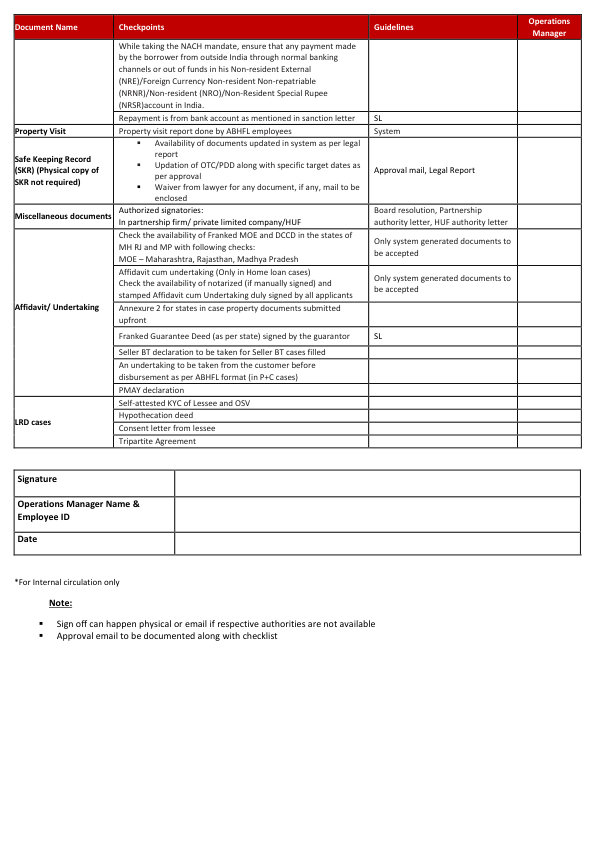 Document Name
Checkpoints
Guidelines
Operations
Manager
While taking the NACH mandate, ensure that any payment made
by the borrower from outside India through normal banking
channels or out of funds in his Non-resident External
(NRE)/Foreign Currency Non-resident Non-repatriable
(NRNR)/Non-resident (NRO)/Non-Resident Special Rupee
(NRSR)account in India.
Repayment is from bank account as mentioned in sanction letter
SL
Property Visit
Property visit report done by ABHFL employees
System
Safe Keeping Record
(SKR) (Physical copy of
SKR not required)
▪ Availability of documents updated in system as per legal
report
▪ Updation of OTC/PDD along with specific target dates as
per approval
▪ Waiver from lawyer for any document, if any, mail to be
enclosed
Approval mail, Legal Report
Miscellaneous documents
Authorized signatories:
In partnership firm/ private limited company/HUF
Board resolution, Partnership
authority letter, HUF authority letter
Affidavit/ Undertaking
Check the availability of Franked MOE and DCCD in the states of
MH RJ and MP with following checks:
MOE – Maharashtra, Rajasthan, Madhya Pradesh
Only system generated documents to
be accepted
Affidavit cum undertaking (Only in Home loan cases)
Check the availability of notarized (if manually signed) and
stamped Affidavit cum Undertaking duly signed by all applicants
Only system generated documents to
be accepted
Annexure 2 for states in case property documents submitted
upfront
Franked Guarantee Deed (as per state) signed by the guarantor
SL
Seller BT declaration to be taken for Seller BT cases filled
An undertaking to be taken from the customer before
disbursement as per ABHFL format (in P+C cases)
PMAY declaration
LRD cases
Self-attested KYC of Lessee and OSV
Hypothecation deed
Consent letter from lessee
Tripartite Agreement
Signature
Operations Manager Name &
Employee ID
Date
*For Internal circulation only
Note:
▪ Sign off can happen physical or email if respective authorities are not available
▪ Approval email to be documented along with checklist